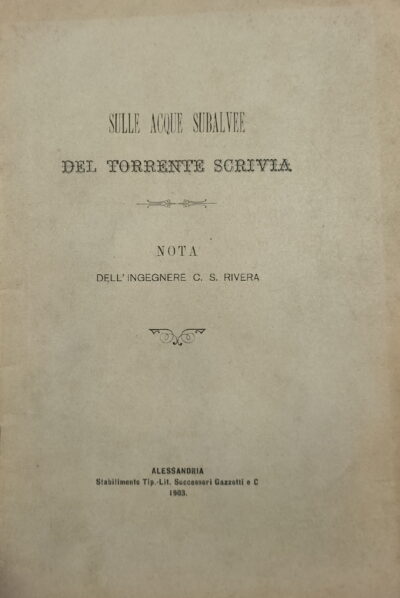 SULLE ACQUE SUBALVEE
DEL TORRENTE SCRIVIA
NOTA
DELL'INGEGNERE C. S. RIVERA
ALESSANDRIA
Stabilimento Tip.-Lit. Successori Gazzotti e C
1903.